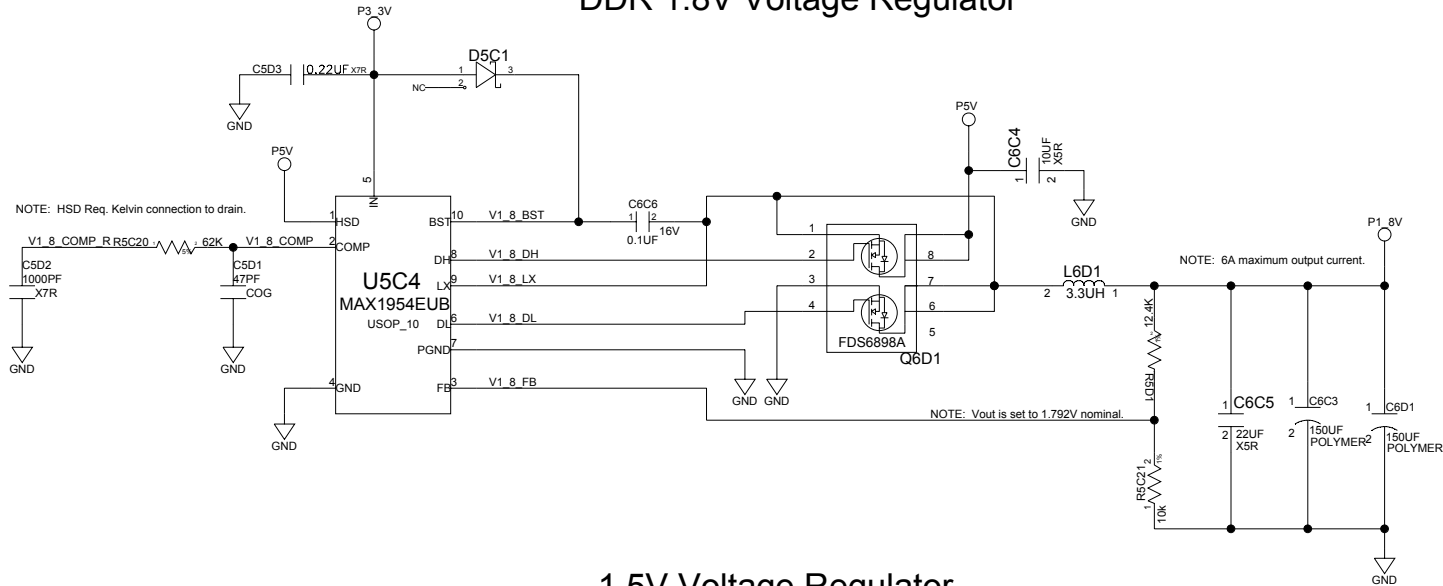 DDR 1.8V Voltage Regulator
P3_3V
C5D3 0.22UF X7R
GND
D5C1
1 3
NC 2
P5V
5
IN
NOTE: HSD Req. Kelvin connection to drain.
V1_8_COMP_R R5C20 62K V1_8_COMP
5%
C5D2
1000PF
X7R
GND
C5D1
47PF
COG
GND
1 HSD
2 COMP
4 GND
GND
U5C4
MAX1954EUB
USOP_10
BST 10 V1_8_BST
DH 8 V1_8_DH
LX 9 V1_8_LX
DL 6 V1_8_DL
PGND 7
FB 3 V1_8_FB
C6C6
1 2
16V
0.1UF
GND GND
1
2
3
4
8
7
6
5
FDS6898A
Q6D1
P5V
C6C4
10UF
X5R
1 2
GND
L6D1
2 3.3UH 1
NOTE: 6A maximum output current.
P1_8V
12.4K
1%
R5D1
NOTE: Vout is set to 1.792V nominal.
R5C21
2 1%
1 10k
1 C6C5
2 22UF
X5R
1 C6C3
2 150UF
POLYMER
1 C6D1
2 150UF
POLYMER
GND
1.5V Voltage Regulator